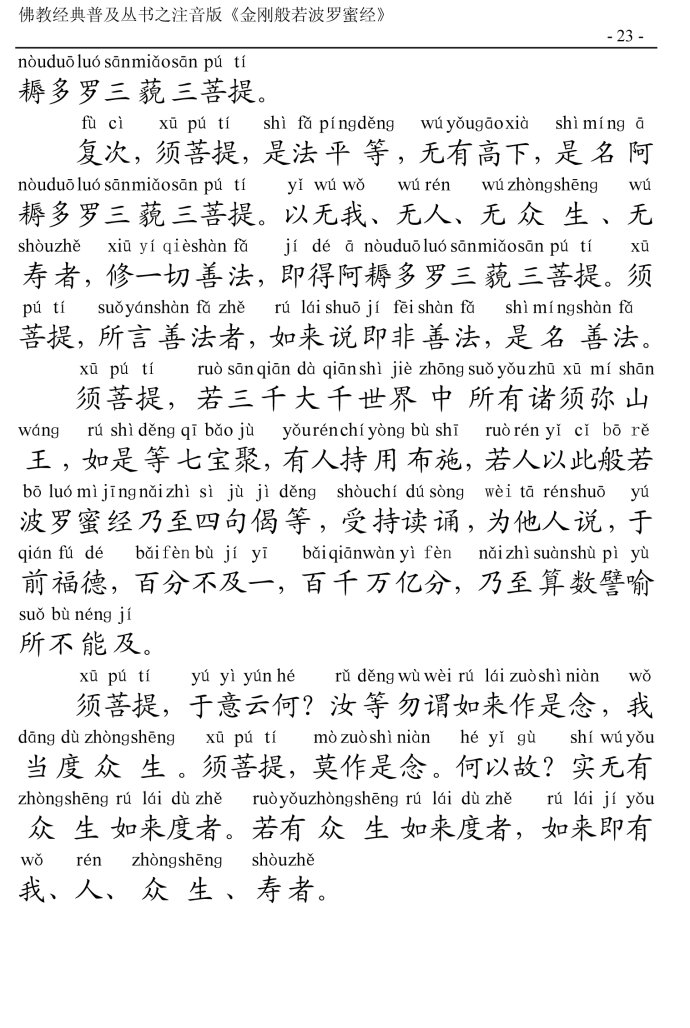 佛教经典普及丛书之注音版《金刚般若波罗蜜经》
- 23 -
nòuduōluó sānmiǎosān pú tí
耨多罗三藐三菩提。
fù cì xū pú tí shì fǎ píngděng wúyǒugāoxià shìmíng ā
复次，须菩提，是法平等，无有高下，是名阿
nòuduōluó sānmiǎosān pú tí yǐ wú wǒ wú rén wú zhòngshēng wú
耨多罗三藐三菩提。以无我、无人、无众生、无
shòuzhě xiū yí qièshàn fǎ jí dé ā nòuduōluó sānmiǎosān pú tí xū
寿者，修一切善法，即得阿耨多罗三藐三菩提。须
pú tí suǒyánshàn fǎ zhě rú lái shuō jí fēi shàn fǎ shì míngshàn fǎ
菩提，所言善法者，如来说即非善法，是名善法。
xū pú tí ruò sān qiān dà qiān shì jiè zhōng suǒ yǒu zhū xū mí shān
须菩提，若三千大千世界中所有诸须弥山
wáng rú shì děng qī bǎo jù yǒurénchíyòng bù shī ruò rén yǐ cǐ bō rě
王，如是等七宝聚，有人持用布施，若人以此般若
bō luó mì jīngnǎizhì sì jù jì děng shòuchí dú sòng wèi tā rénshuō yú
波罗蜜经乃至四句偈等，受持读诵，为他人说，于
qián fú dé bǎifèn bù jí yī bǎiqiānwàn yì fèn nǎizhìsuànshù pì yù
前福德，百分不及一，百千万亿分，乃至算数譬喻
suǒ bù néng jí
所不能及。
xū pú tí yú yì yún hé rǔ děng wù wèi rú lái zuò shì niàn wǒ
须菩提，于意云何？汝等勿谓如来作是念，我
dāng dù zhòngshēng xū pú tí mò zuò shì niàn hé yǐ gù shí wú yǒu
当度众生。须菩提，莫作是念。何以故？实无有
zhòngshēng rú lái dù zhě ruòyǒuzhòngshēng rú lái dù zhě rú lái jí yǒu
众生如来度者。若有众生如来度者，如来即有
wǒ rén zhòngshēng shòuzhě
我、人、众生、寿者。